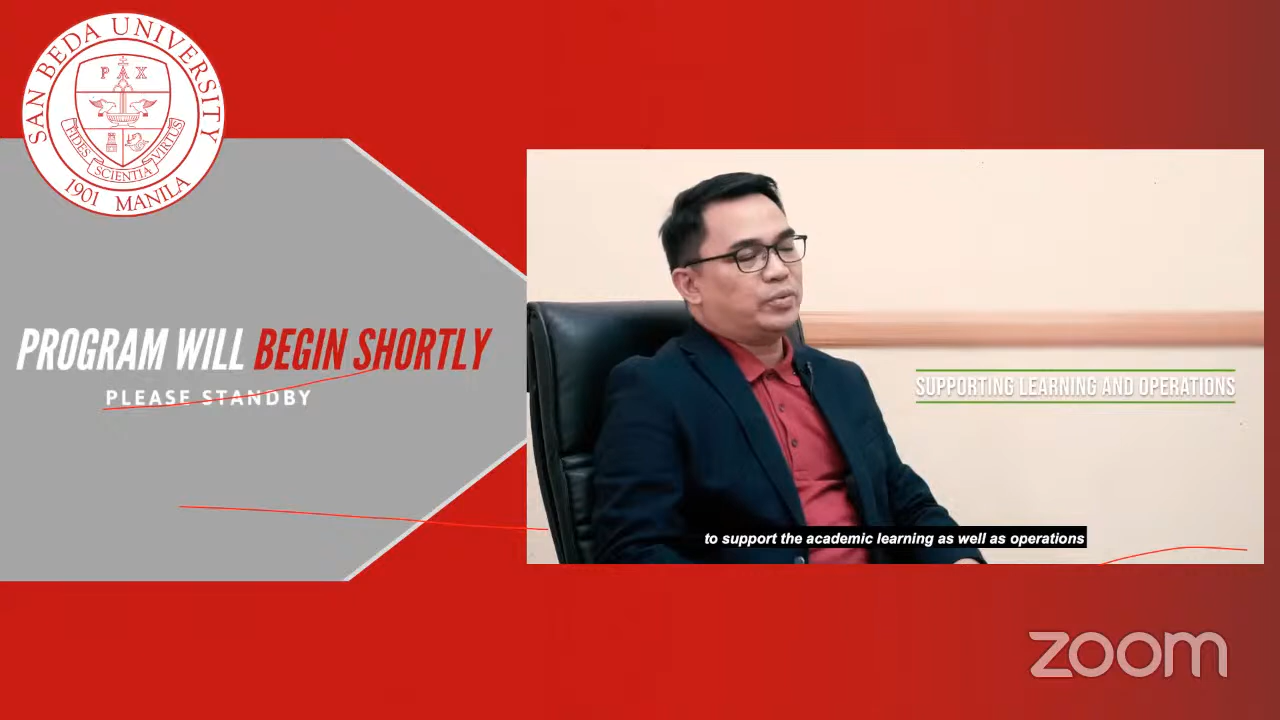 SAN BEDA UNIVERSITY
PAX
FIDES
SCIENTIA
VIRTUS
1901 MANILA
PROGRAM WILL BEGIN SHORTLY
PLEASE STANDBY
SUPPORTING LEARNING AND OPERATIONS
to support the academic learning as well as operations
zoom